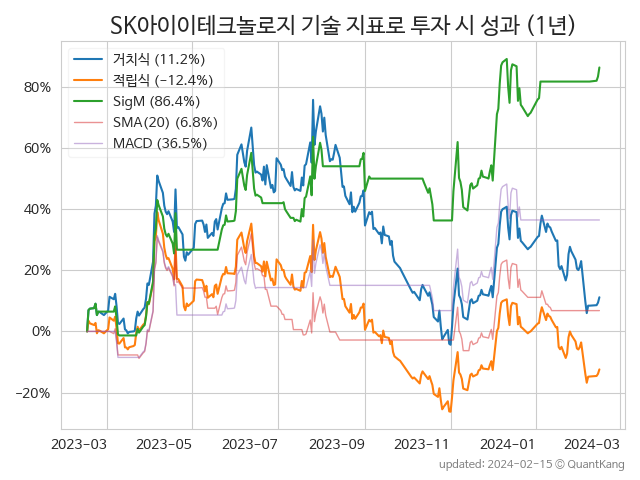 SK아이이테크놀로지 기술 지표로 투자 시 성과 (1년)
거치식 (11.2%)
적립식 (−12.4%)
SigM (86.4%)
SMA(20) (6.8%)
MACD (36.5%)
80%
60%
40%
20%
0%
−20%
2023-03 2023-05 2023-07 2023-09 2023-11 2024-01 2024-03
updated: 2024-02-15 © QuantKang